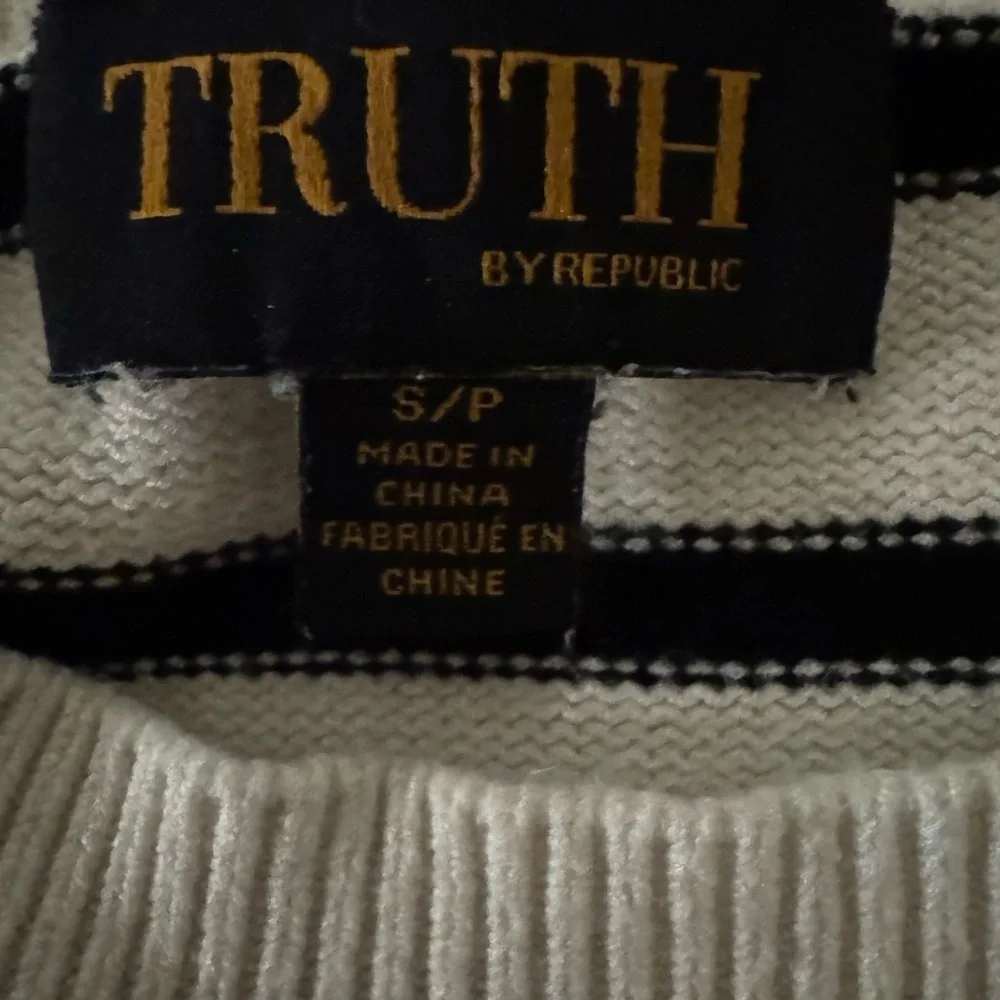 TRUTH
BY REPUBLIC
S/P
MADE IN
CHINA
FABRIQUÉ EN
CHINE